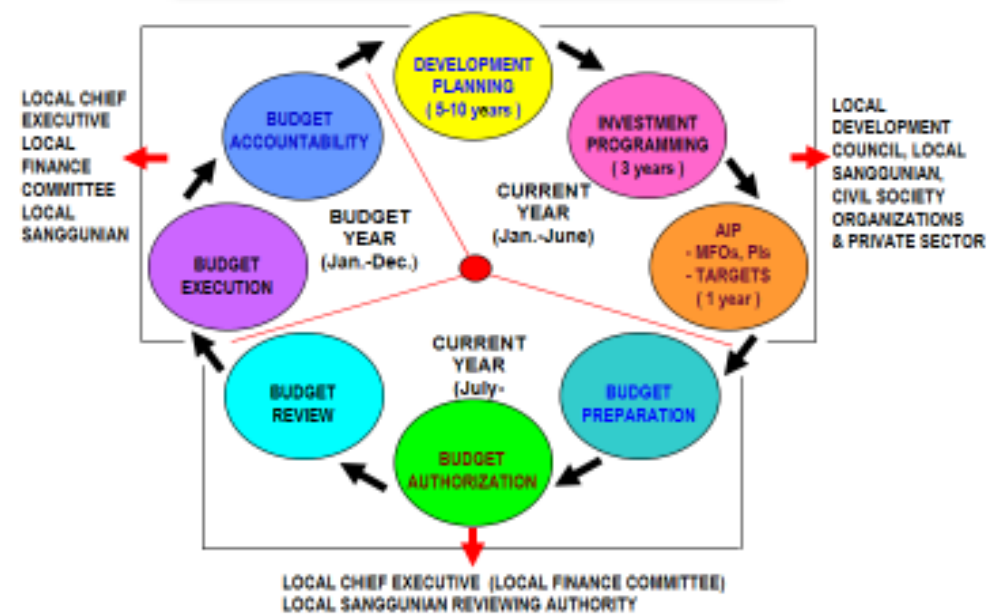 DEVELOPMENT
PLANNING
( 5-10 years )
INVESTMENT
PROGRAMMING
( 3 years )
AIP
- MFOs, PIs
- TARGETS
( 1 year )
BUDGET
PREPARATION
BUDGET
AUTHORIZATION
BUDGET
REVIEW
BUDGET
EXECUTION
BUDGET
ACCOUNTABILITY
CURRENT
YEAR
(Jan.-June)
CURRENT
YEAR
(July-
BUDGET
YEAR
(Jan.-Dec.)
LOCAL CHIEF
EXECUTIVE
LOCAL
FINANCE
COMMITTEE
LOCAL
SANGGUNIAN
LOCAL
DEVELOPMENT
COUNCIL, LOCAL
SANGGUNIAN,
CIVIL SOCIETY
ORGANIZATIONS
& PRIVATE SECTOR
LOCAL CHIEF EXECUTIVE (LOCAL FINANCE COMMITTEE)
LOCAL SANGGUNIAN REVIEWING AUTHORITY